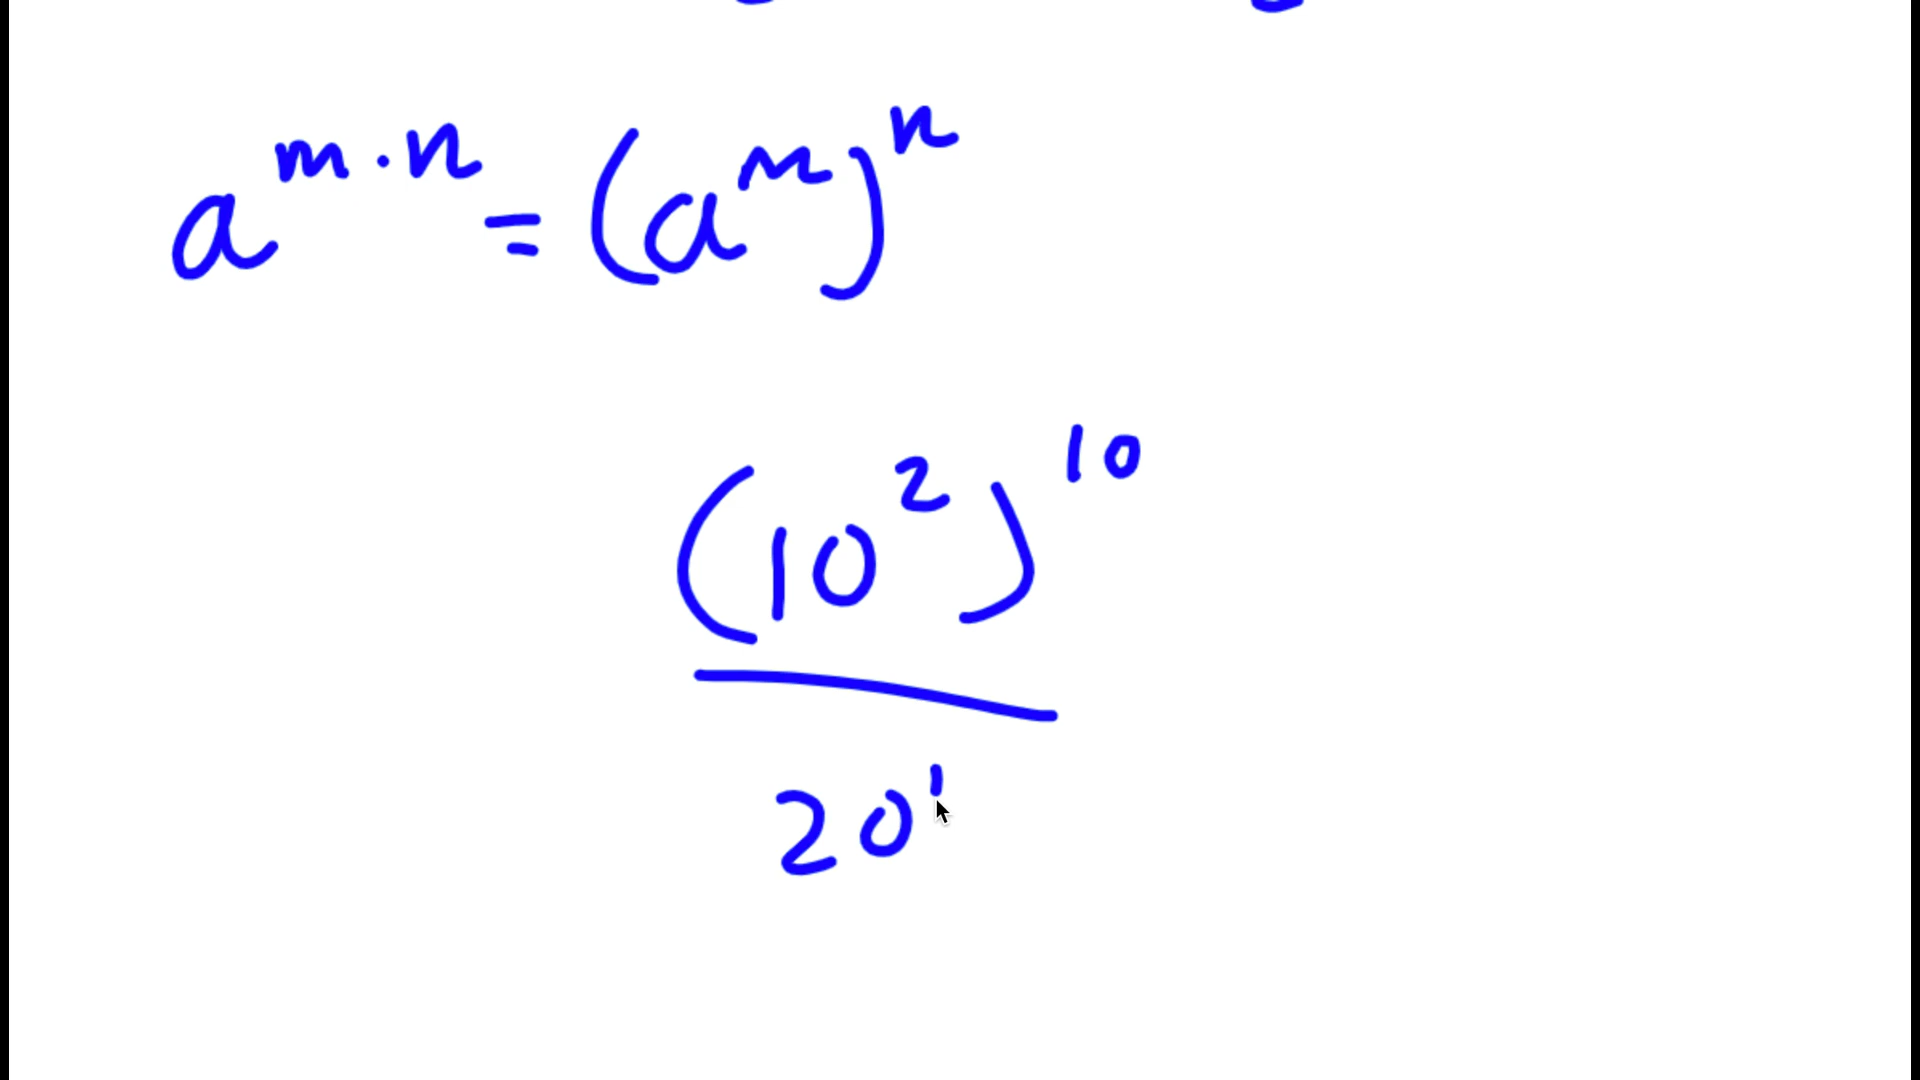 a^{m·n} = (a^m)^n
(10^2)^{10}
20^1